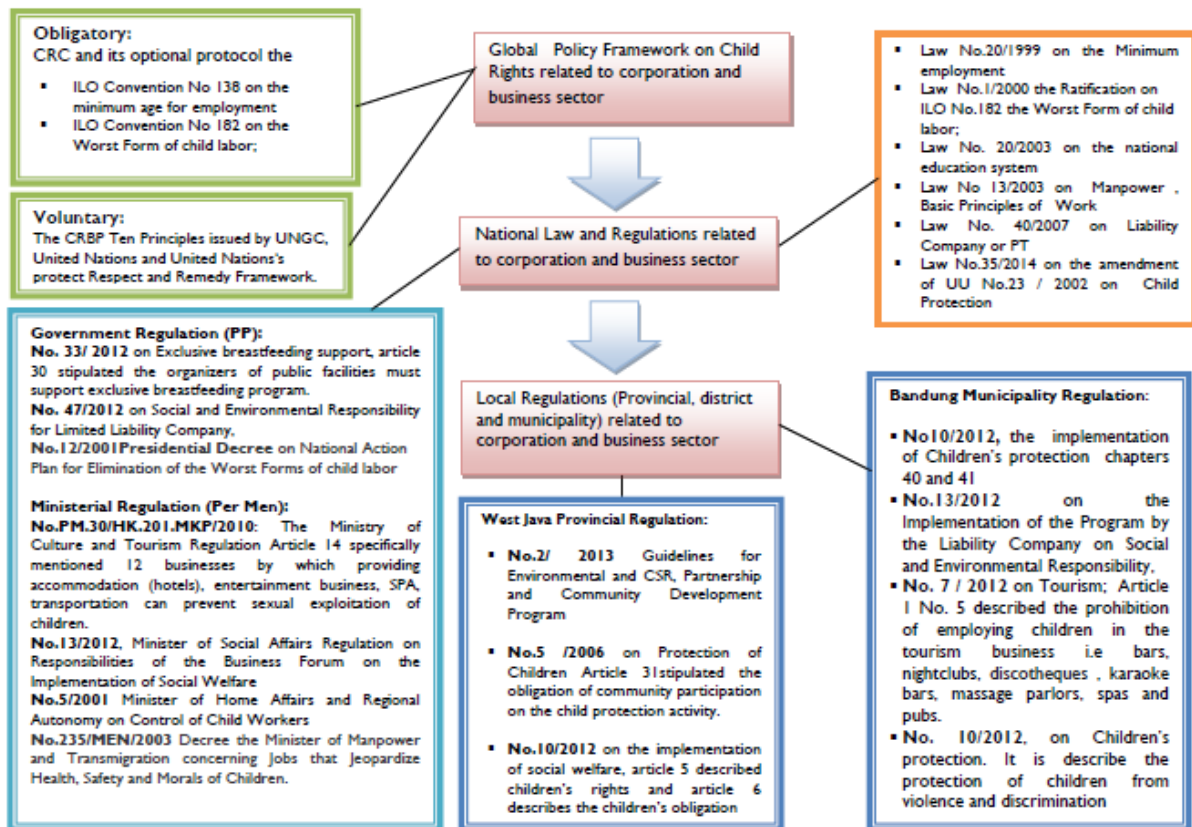 Obligatory:
CRC and its optional protocol the
▪ ILO Convention No 138 on the
minimum age for employment
▪ ILO Convention No 182 on the
Worst Form of child labor;
Voluntary:
The CRBP Ten Principles issued by UNGC,
United Nations and United Nations's
protect Respect and Remedy Framework.
Global Policy Framework on Child
Rights related to corporation and
business sector
▪ Law No.20/1999 on the Minimum
employment
▪ Law No.1/2000 the Ratification on
ILO No.182 the Worst Form of child
labor;
▪ Law No. 20/2003 on the national
education system
▪ Law No 13/2003 on Manpower ,
Basic Principles of Work
▪ Law No. 40/2007 on Liability
Company or PT
▪ Law No.35/2014 on the amendment
of UU No.23 / 2002 on Child
Protection
National Law and Regulations related
to corporation and business sector
Government Regulation (PP):
No. 33/ 2012 on Exclusive breastfeeding support, article
30 stipulated the organizers of public facilities must
support exclusive breastfeeding program.
No. 47/2012 on Social and Environmental Responsibility
for Limited Liability Company,
No.12/2001Presidential Decree on National Action
Plan for Elimination of the Worst Forms of child labor
Ministerial Regulation (Per Men):
No.PM.30/HK.201.MKP/2010: The Ministry of
Culture and Tourism Regulation Article 14 specifically
mentioned 12 businesses by which providing
accommodation (hotels), entertainment business, SPA,
transportation can prevent sexual exploitation of
children.
No.13/2012, Minister of Social Affairs Regulation on
Responsibilities of the Business Forum on the
Implementation of Social Welfare
No.5/2001 Minister of Home Affairs and Regional
Autonomy on Control of Child Workers
No.235/MEN/2003 Decree the Minister of Manpower
and Transmigration concerning Jobs that Jeopardize
Health, Safety and Morals of Children.
Local Regulations (Provincial, district
and municipality) related to
corporation and business sector
West Java Provincial Regulation:
▪ No.2/ 2013 Guidelines for
Environmental and CSR, Partnership
and Community Development
Program
▪ No.5 /2006 on Protection of
Children Article 31stipulated the
obligation of community participation
on the child protection activity.
▪ No.10/2012 on the implementation
of social welfare, article 5 described
children's rights and article 6
describes the children's obligation
Bandung Municipality Regulation:
▪ No10/2012, the implementation
of Children's protection chapters
40 and 41
▪ No.13/2012 on the
Implementation of the Program by
the Liability Company on Social
and Environmental Responsibility,
▪ No. 7 / 2012 on Tourism; Article
1 No. 5 described the prohibition
of employing children in the
tourism business i.e bars,
nightclubs, discotheques , karaoke
bars, massage parlors, spas and
pubs.
▪ No. 10/2012, on Children's
protection. It is describe the
protection of children from
violence and discrimination